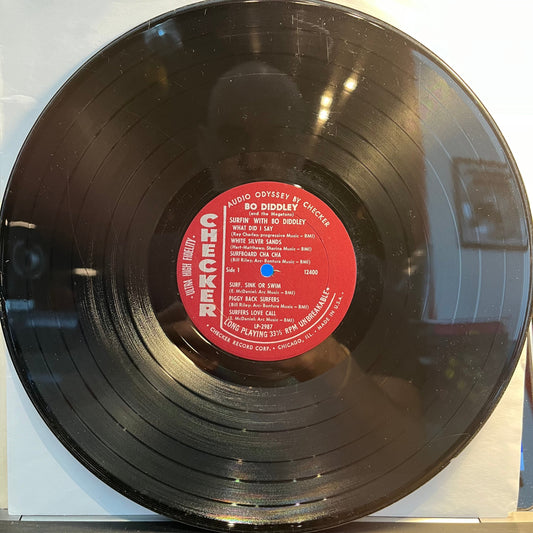 AUDIO ODYSSEY BY CHECKER
ULTRA HIGH FIDELITY
CHECKER
BO DIDDLEY
(and the Megatons)
SURFIN' WITH BO DIDDLEY
WHAT DID I SAY
(Ray Charles-progressive Music - BMI)
WHITE SILVER SANDS
(Hart-Matthews; Sharina Music - BMI)
SURFBOARD CHA CHA
(Bill Riley; Arv- Bantura Music - BMI)
Side 1 12400
SURF, SINK OR SWIM
(E. McDaniel; Arc Music - BMI)
PIGGY BACK SURFERS
(Bill Riley; Arv- Bantura Music - BMI)
SURFERS LOVE CALL
(E. McDaniel; Arc Music - BMI)
LP-2987
LONG PLAYING 33⅓ RPM UNBREAKABLE
CHECKER RECORD CORP. • CHICAGO, ILL. • MADE IN U.S.A.